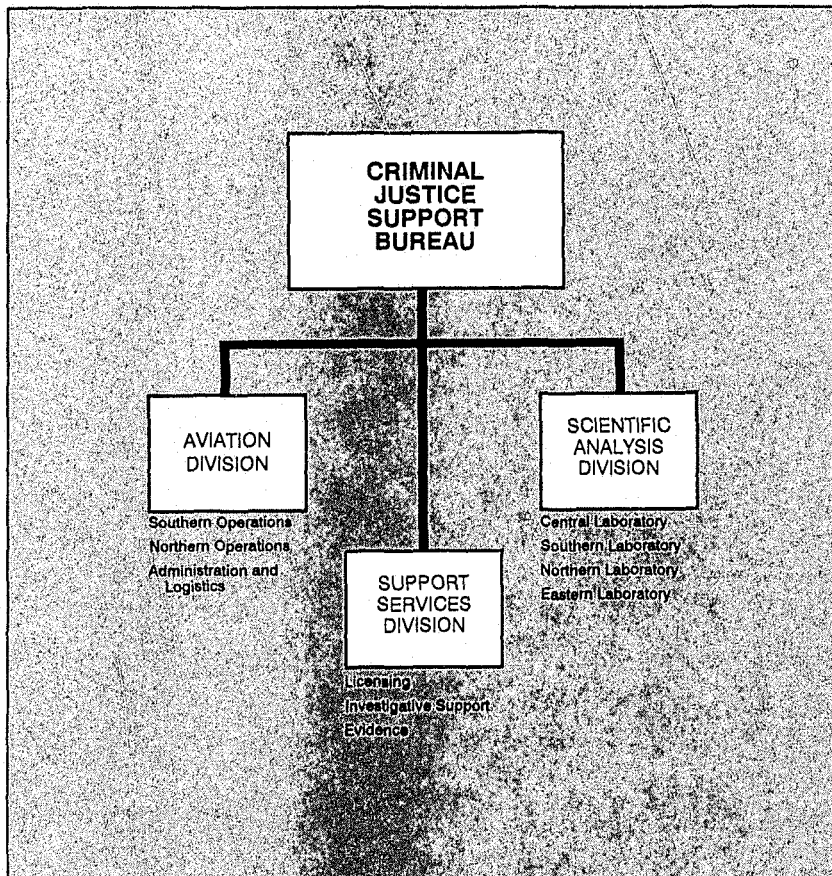 CRIMINAL
JUSTICE
SUPPORT
BUREAU
AVIATION
DIVISION
Southern Operations
Northern Operations
Administration and
Logistics
SUPPORT
SERVICES
DIVISION
Licensing
Investigative Support
Evidence
SCIENTIFIC
ANALYSIS
DIVISION
Central Laboratory
Southern Laboratory
Northern Laboratory
Eastern Laboratory